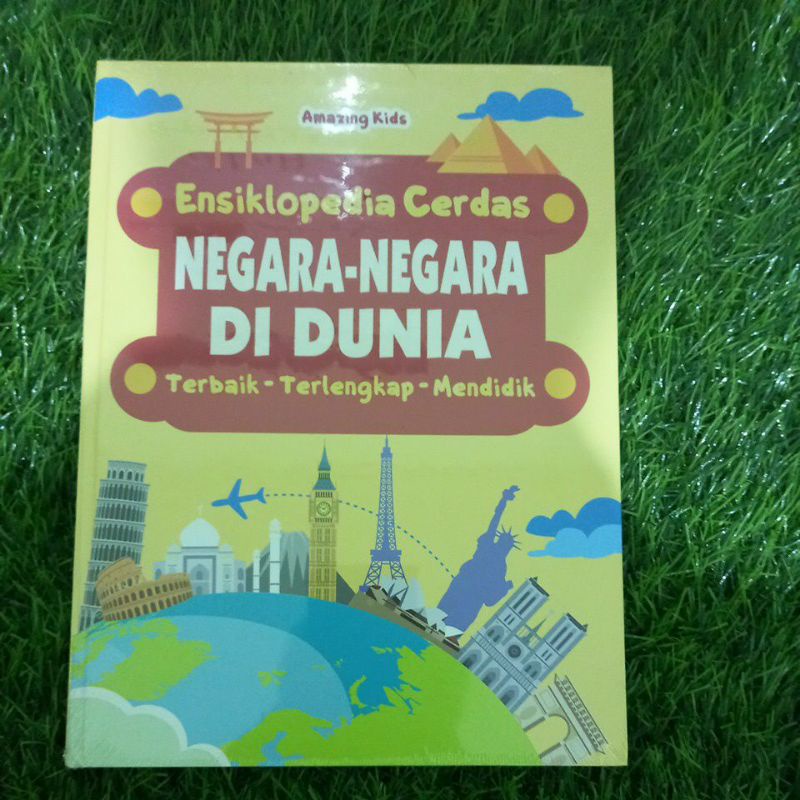 Amazing Kids
Ensiklopedia Cerdas
NEGARA-NEGARA
DI DUNIA
Terbaik - Terlengkap - Mendidik